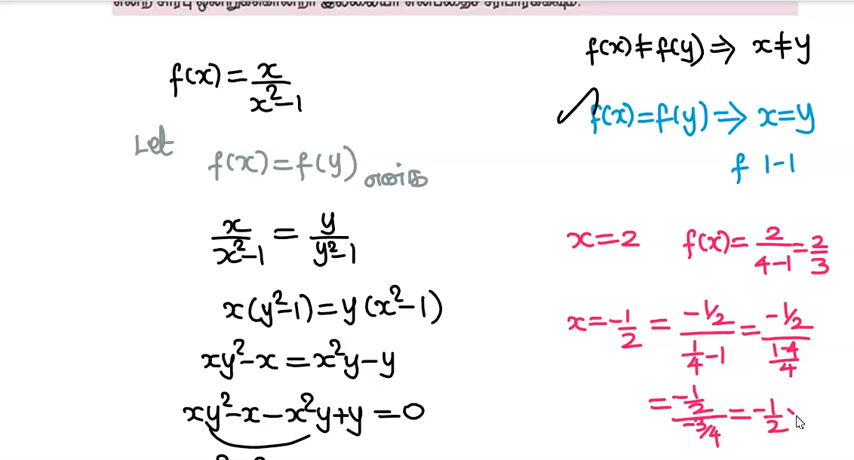 f(x) = x/(x²-1)
Let f(x) = f(y) என்க
x/(x²-1) = y/(y²-1)
x(y²-1) = y(x²-1)
xy²-x = x²y-y
xy²-x-x²y+y = 0
f(x) ≠ f(y) ⇒ x ≠ y
✓ f(x) = f(y) ⇒ x = y
f 1-1
x = 2 f(x) = 2/(4-1) = 2/3
x = -1/2 = (-1/2)/(1/4 - 1) = (-1/2)/((1-4)/4)
= (-1/2)/(-3/4) = -1/2